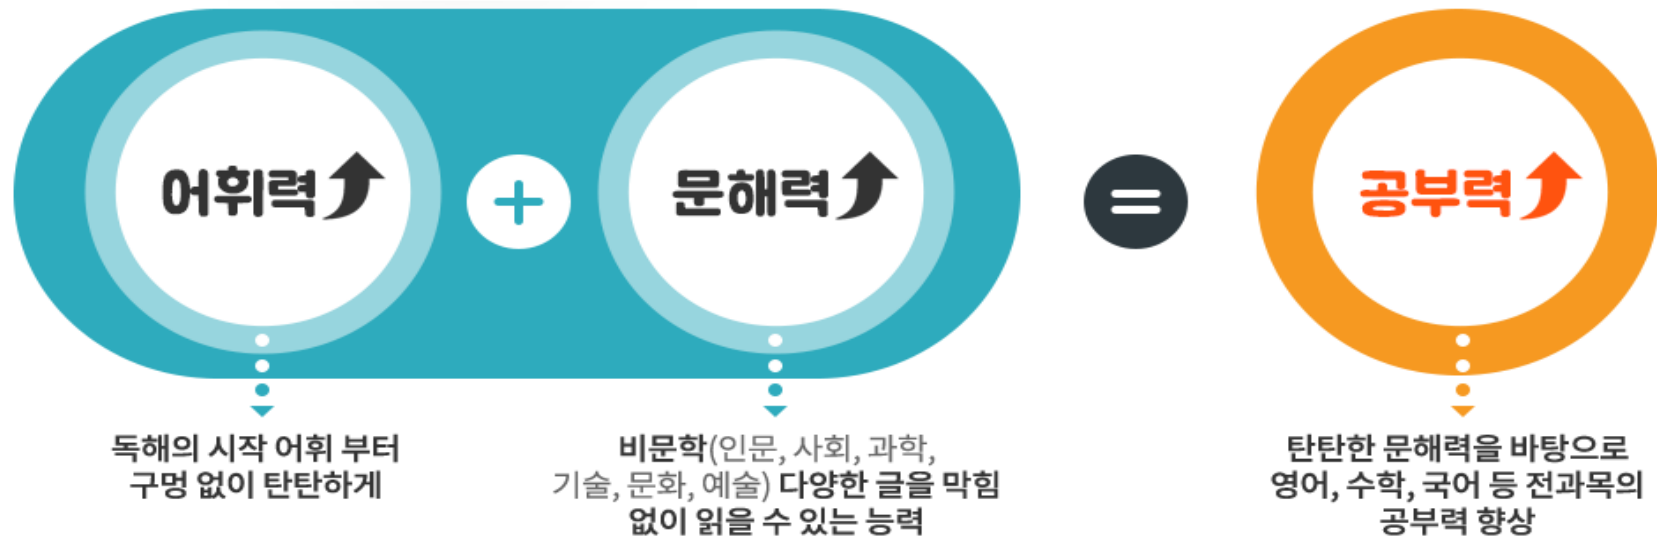 어휘력
+
문해력
=
공부력
독해의 시작 어휘 부터
구멍 없이 탄탄하게
비문학(인문, 사회, 과학,
기술, 문화, 예술) 다양한 글을 막힘
없이 읽을 수 있는 능력
탄탄한 문해력을 바탕으로
영어, 수학, 국어 등 전과목의
공부력 향상